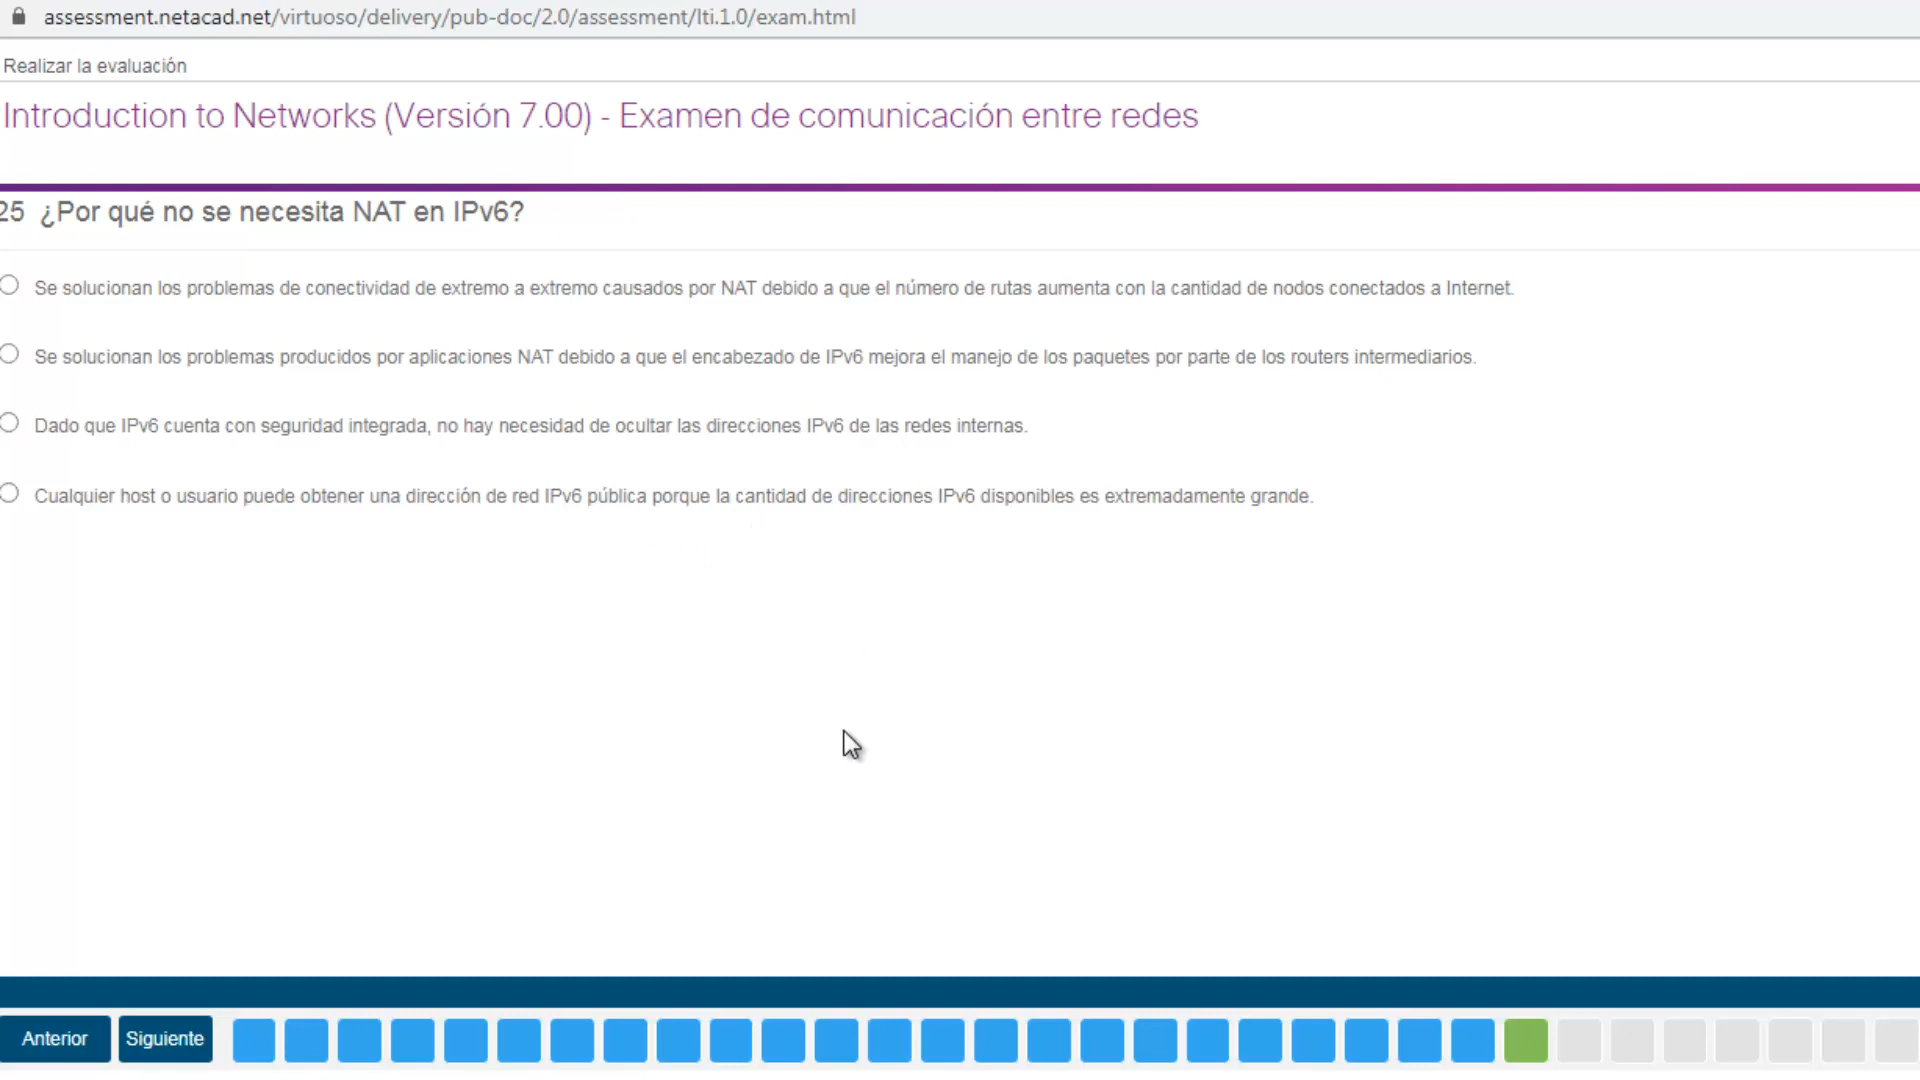 assessment.netacad.net/virtuoso/delivery/pub-doc/2.0/assessment/lti.1.0/exam.html
Realizar la evaluación
Introduction to Networks (Versión 7.00) - Examen de comunicación entre redes
25 ¿Por qué no se necesita NAT en IPv6?
Se solucionan los problemas de conectividad de extremo a extremo causados por NAT debido a que el número de rutas aumenta con la cantidad de nodos conectados a Internet.
Se solucionan los problemas producidos por aplicaciones NAT debido a que el encabezado de IPv6 mejora el manejo de los paquetes por parte de los routers intermediarios.
Dado que IPv6 cuenta con seguridad integrada, no hay necesidad de ocultar las direcciones IPv6 de las redes internas.
Cualquier host o usuario puede obtener una dirección de red IPv6 pública porque la cantidad de direcciones IPv6 disponibles es extremadamente grande.
Anterior Siguiente